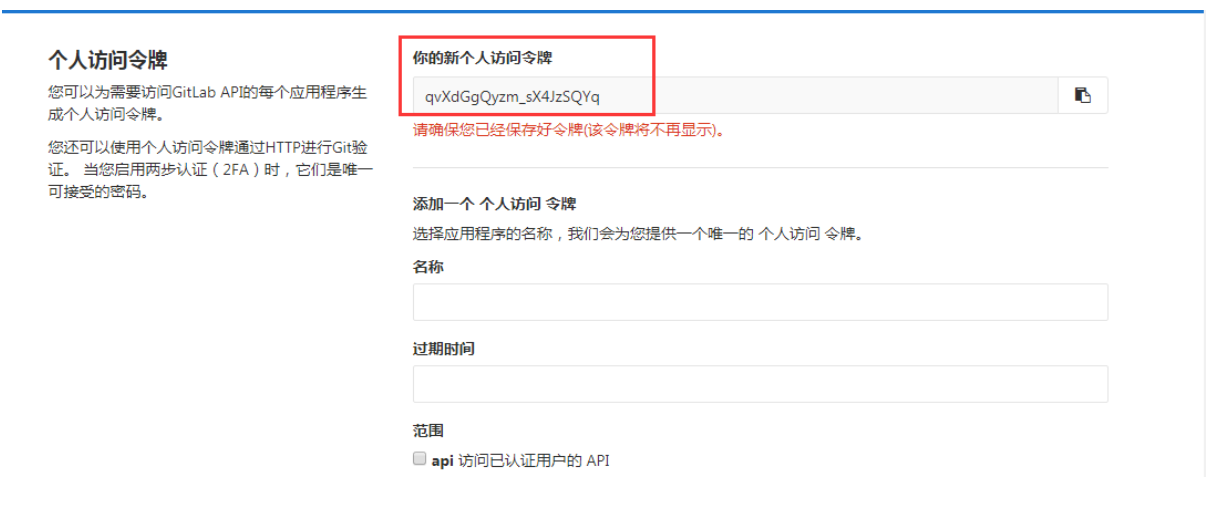 个人访问令牌
您可以为需要访问GitLab API的每个应用程序生
成个人访问令牌。
您还可以使用个人访问令牌通过HTTP进行Git验
证。 当您启用两步认证（2FA）时，它们是唯一
可接受的密码。
你的新个人访问令牌
qvXdGgQyzm_sX4JzSQYq
请确保您已经保存好令牌(该令牌将不再显示)。
添加一个 个人访问 令牌
选择应用程序的名称，我们会为您提供一个唯一的 个人访问 令牌。
名称
过期时间
范围
api 访问已认证用户的 API